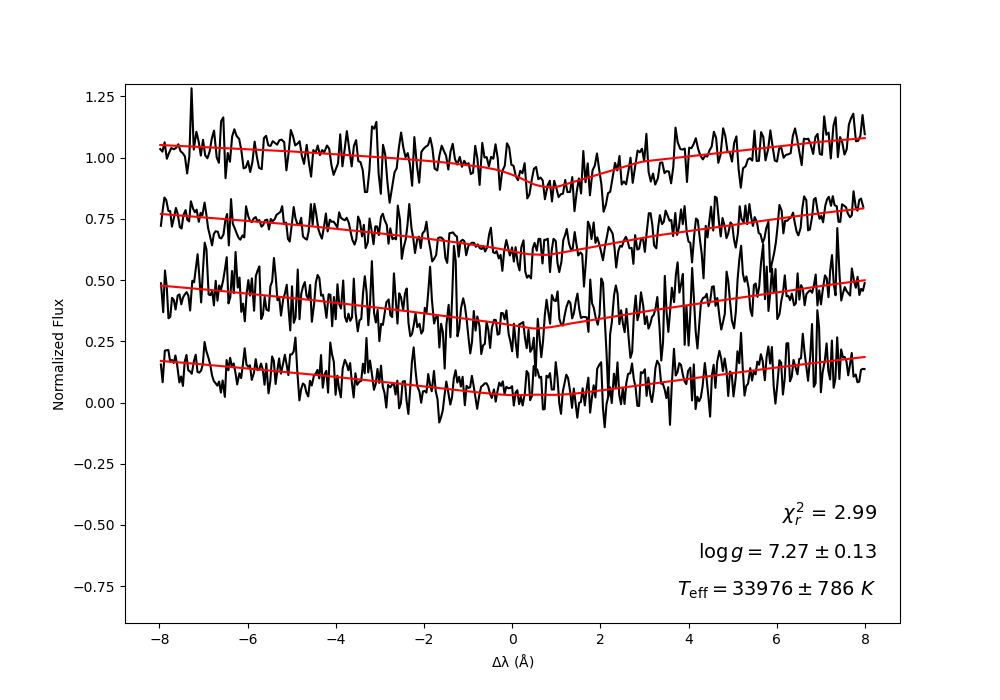 Normalized Flux
1.25
1.00
0.75
0.50
0.25
0.00
−0.25
−0.50
−0.75
χ²ᵣ = 2.99
log g = 7.27 ± 0.13
T_eff = 33976 ± 786 K
−8 −6 −4 −2 0 2 4 6 8
Δλ (Å)